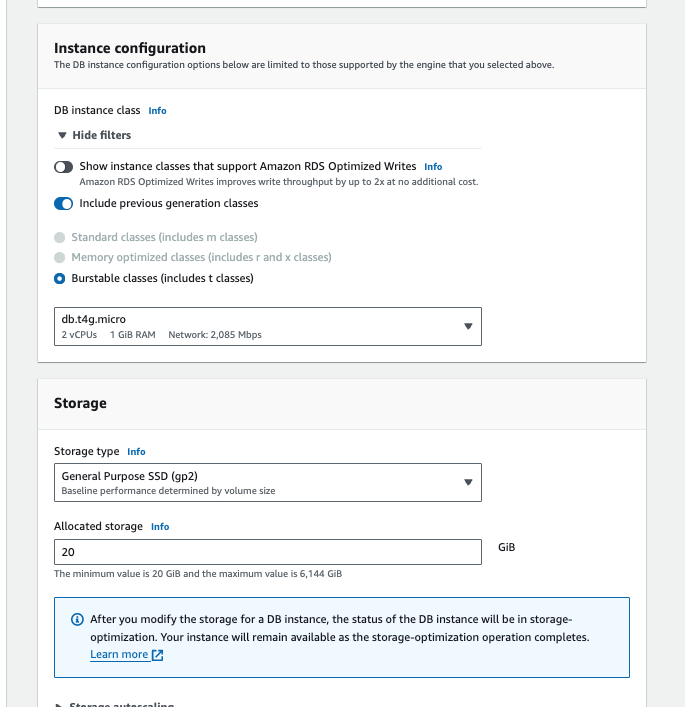 Instance configuration
The DB instance configuration options below are limited to those supported by the engine that you selected above.
DB instance class Info
Hide filters
Show instance classes that support Amazon RDS Optimized Writes Info
Amazon RDS Optimized Writes improves write throughput by up to 2x at no additional cost.
Include previous generation classes
Standard classes (includes m classes)
Memory optimized classes (includes r and x classes)
Burstable classes (includes t classes)
db.t4g.micro
2 vCPUs 1 GiB RAM Network: 2,085 Mbps
Storage
Storage type Info
General Purpose SSD (gp2)
Baseline performance determined by volume size
Allocated storage Info
20
GiB
The minimum value is 20 GiB and the maximum value is 6,144 GiB
After you modify the storage for a DB instance, the status of the DB instance will be in storage-
optimization. Your instance will remain available as the storage-optimization operation completes.
Learn more
Storage autoscaling